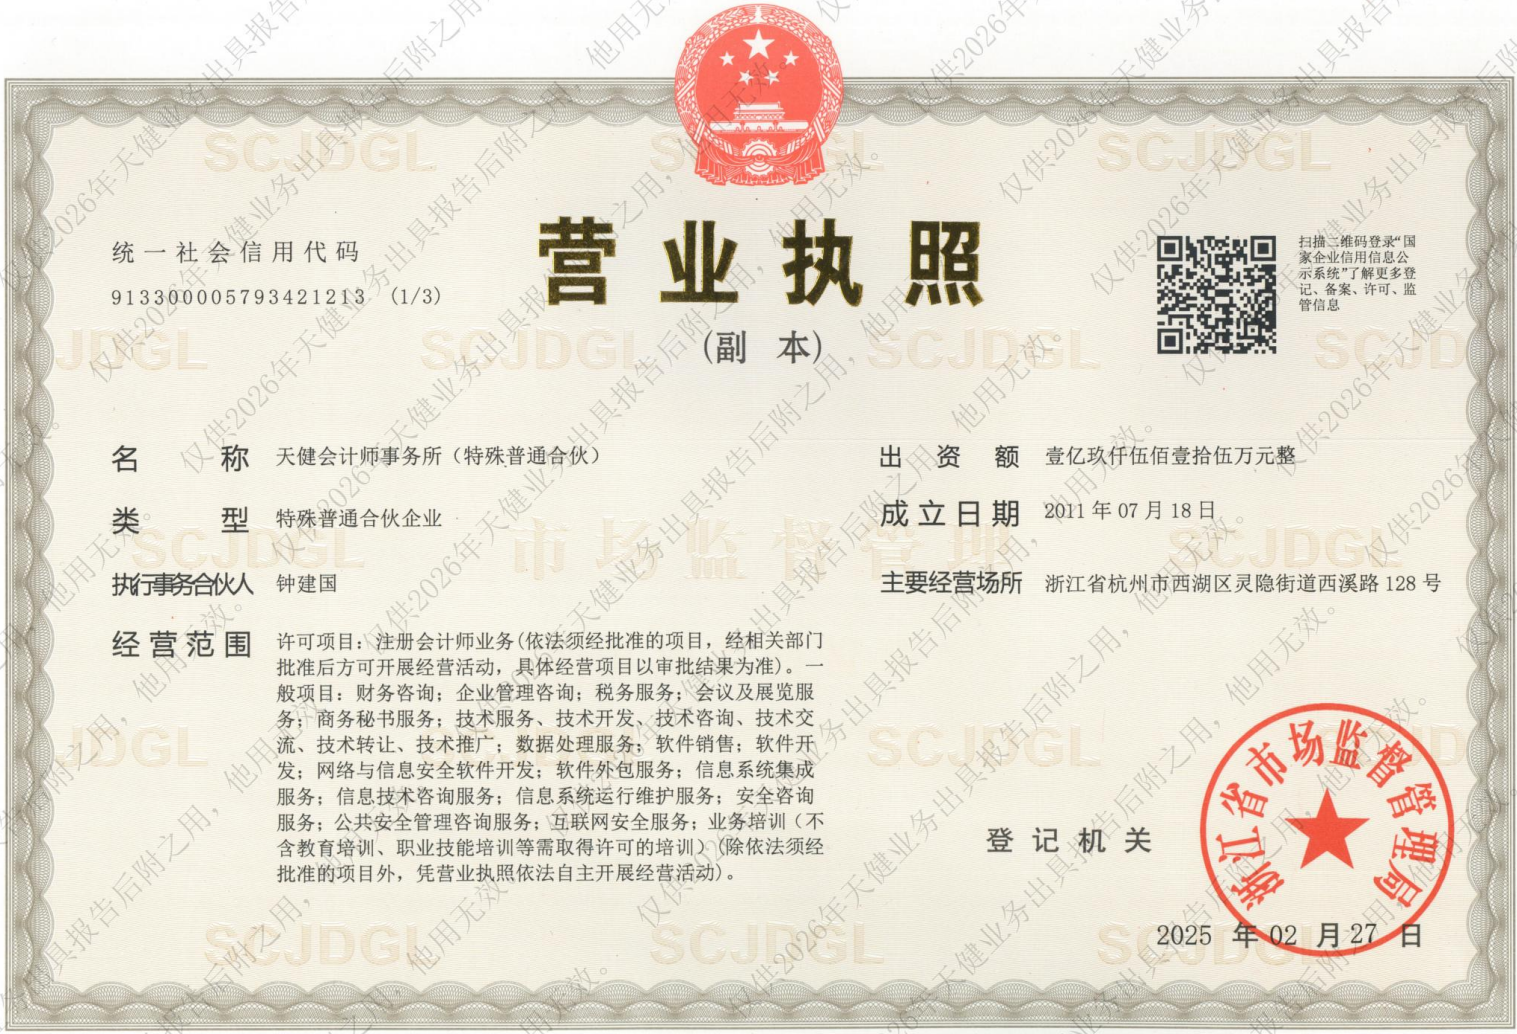 营业执照
(副 本)
统一社会信用代码
913300005793421213 (1/3)
扫描二维码登录“国
家企业信用信息公
示系统”了解更多登
记、备案、许可、监
管信息
名 称 天健会计师事务所（特殊普通合伙）
类 型 特殊普通合伙企业
执行事务合伙人 钟建国
经营范围 许可项目：注册会计师业务(依法须经批准的项目，经相关部门
批准后方可开展经营活动，具体经营项目以审批结果为准)。一
般项目：财务咨询；企业管理咨询；税务服务；会议及展览服
务；商务秘书服务；技术服务、技术开发、技术咨询、技术交
流、技术转让、技术推广；数据处理服务；软件销售；软件开
发；网络与信息安全软件开发；软件外包服务；信息系统集成
服务；信息技术咨询服务；信息系统运行维护服务；安全咨询
服务；公共安全管理咨询服务；互联网安全服务；业务培训（不
含教育培训、职业技能培训等需取得许可的培训）(除依法须经
批准的项目外，凭营业执照依法自主开展经营活动)。
出资额 壹亿玖仟伍佰壹拾伍万元整
成立日期 2011年07月18日
主要经营场所 浙江省杭州市西湖区灵隐街道西溪路128号
登记机关
浙江省市场监督管理局
2025 年 02 月 27 日
SCJDGL
市场监督管理
仅供2026年天健业务出具报告后附之用，他用无效。